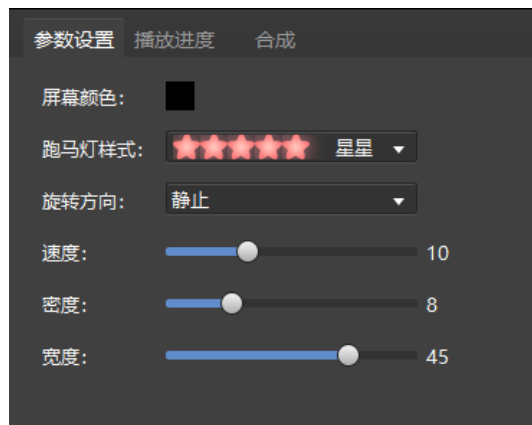 参数设置 播放进度 合成
屏幕颜色：
跑马灯样式： 星星
旋转方向： 静止
速度： 10
密度： 8
宽度： 45